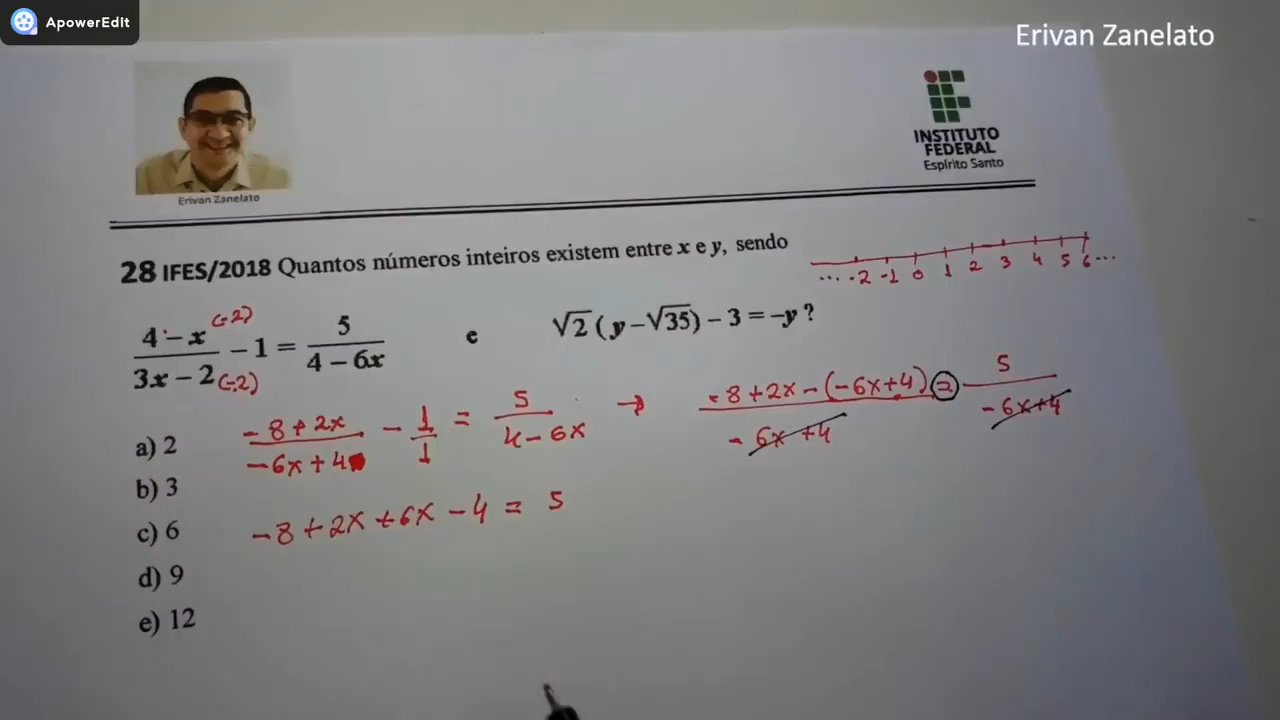 ApowerEdit
Erivan Zanelato
INSTITUTO
FEDERAL
Espírito Santo
Erivan Zanelato
28 IFES/2018 Quantos números inteiros existem entre x e y, sendo
... -2 -1 0 1 2 3 4 5 6 ...
(4 - x)(-2) / (3x - 2)(-2) - 1 = 5 / (4 - 6x) e √2 (y - √35) - 3 = -y ?
(-8 + 2x) / (-6x + 4) - 1/1 = 5 / (4 - 6x) → (-8 + 2x - (-6x + 4)) / (-6x + 4) = 5 / (-6x + 4)
a) 2
b) 3
-8 + 2x + 6x - 4 = 5
c) 6
d) 9
e) 12